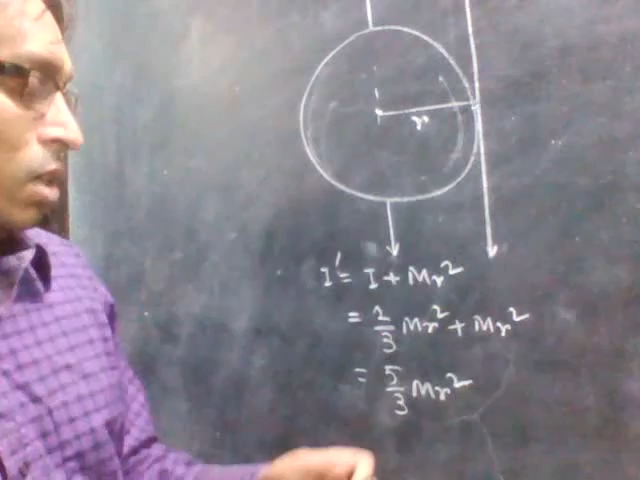 r
I' = I + Mr²
= 2/3 Mr² + Mr²
= 5/3 Mr²